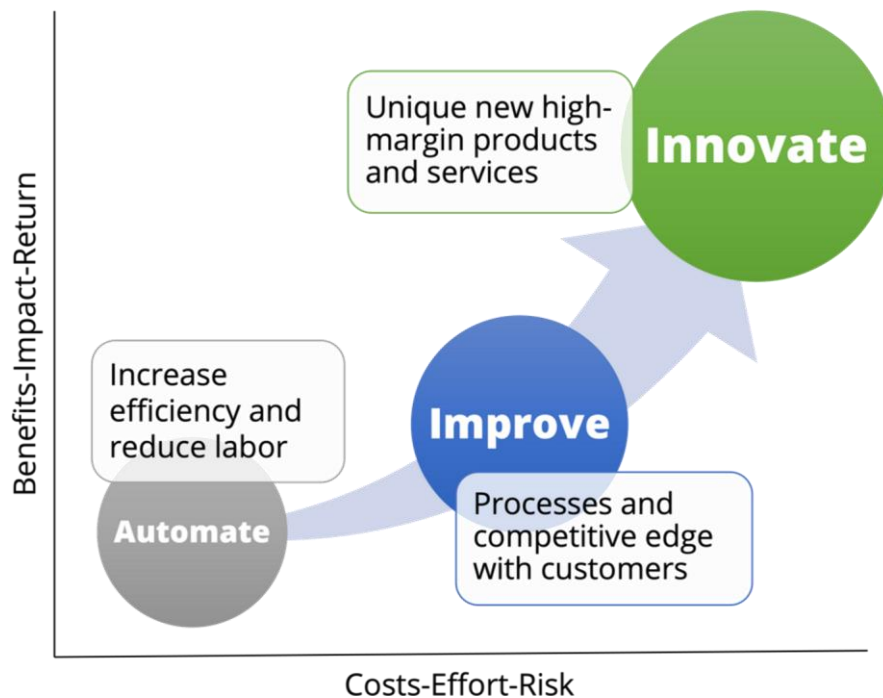 Unique new high-
margin products
and services
Innovate
Benefits-Impact-Return
Increase
efficiency and
reduce labor
Improve
Automate
Processes and
competitive edge
with customers
Costs-Effort-Risk